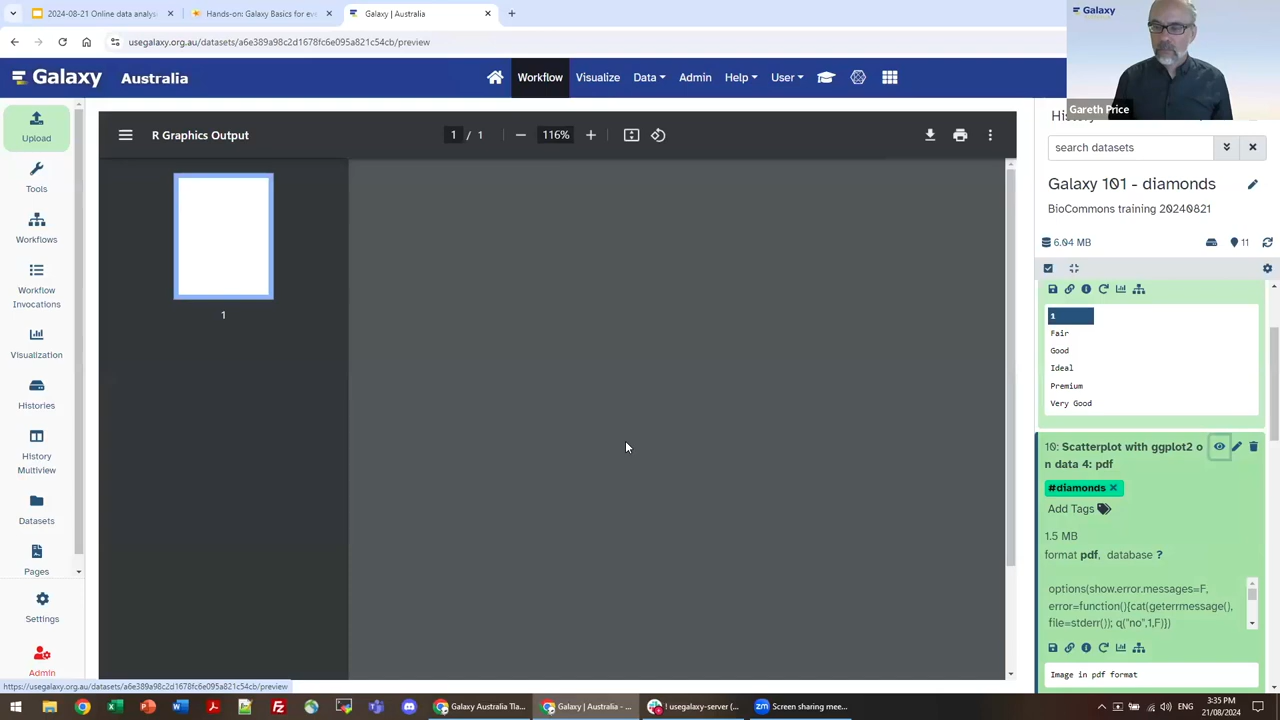 2024-08-21 Online data analys
Hands-on: Galaxy Basics for ev
Galaxy | Australia
usegalaxy.org.au/datasets/a6e389a98c2d1678fc6e095a821c54cb/preview
Galaxy
Galaxy Australia
Workflow Visualize Data Admin Help User
Gareth Price
Upload
Tools
Workflows
Workflow
Invocations
Visualization
Histories
History
Multiview
Datasets
Pages
Settings
Admin
R Graphics Output
1 / 1
116%
1
search datasets
Galaxy 101 - diamonds
BioCommons training 20240821
6.04 MB
11
1
Fair
Good
Ideal
Premium
Very Good
10: Scatterplot with ggplot2 o
n data 4: pdf
#diamonds
Add Tags
1.5 MB
format pdf, database ?
options(show.error.messages=F,
error=function(){cat(geterrmessage(),
file=stderr()); q("no",1,F)})
Image in pdf format
https://usegalaxy.org.au/datasets/a6e389a98c2d1678fc6e095a821c54cb/preview
Galaxy Australia Tla...
Galaxy | Australia - ...
! usegalaxy-server (...
Screen sharing mee...
3:35 PM
21/08/2024